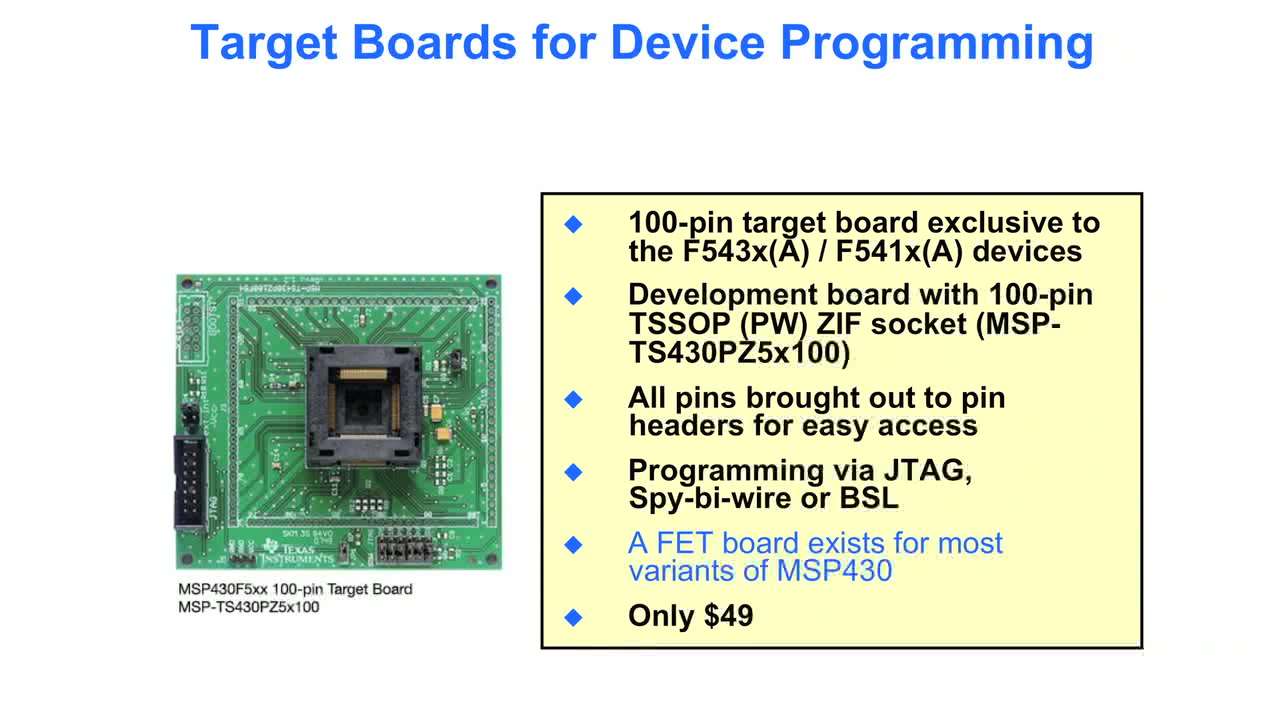 Target Boards for Device Programming
100-pin target board exclusive to
the F543x(A) / F541x(A) devices
Development board with 100-pin
TSSOP (PW) ZIF socket (MSP-
TS430PZ5x100)
All pins brought out to pin
headers for easy access
Programming via JTAG,
Spy-bi-wire or BSL
A FET board exists for most
variants of MSP430
Only $49
JTAG
TEXAS
INSTRUMENTS
MSP430F5xx 100-pin Target Board
MSP-TS430PZ5x100